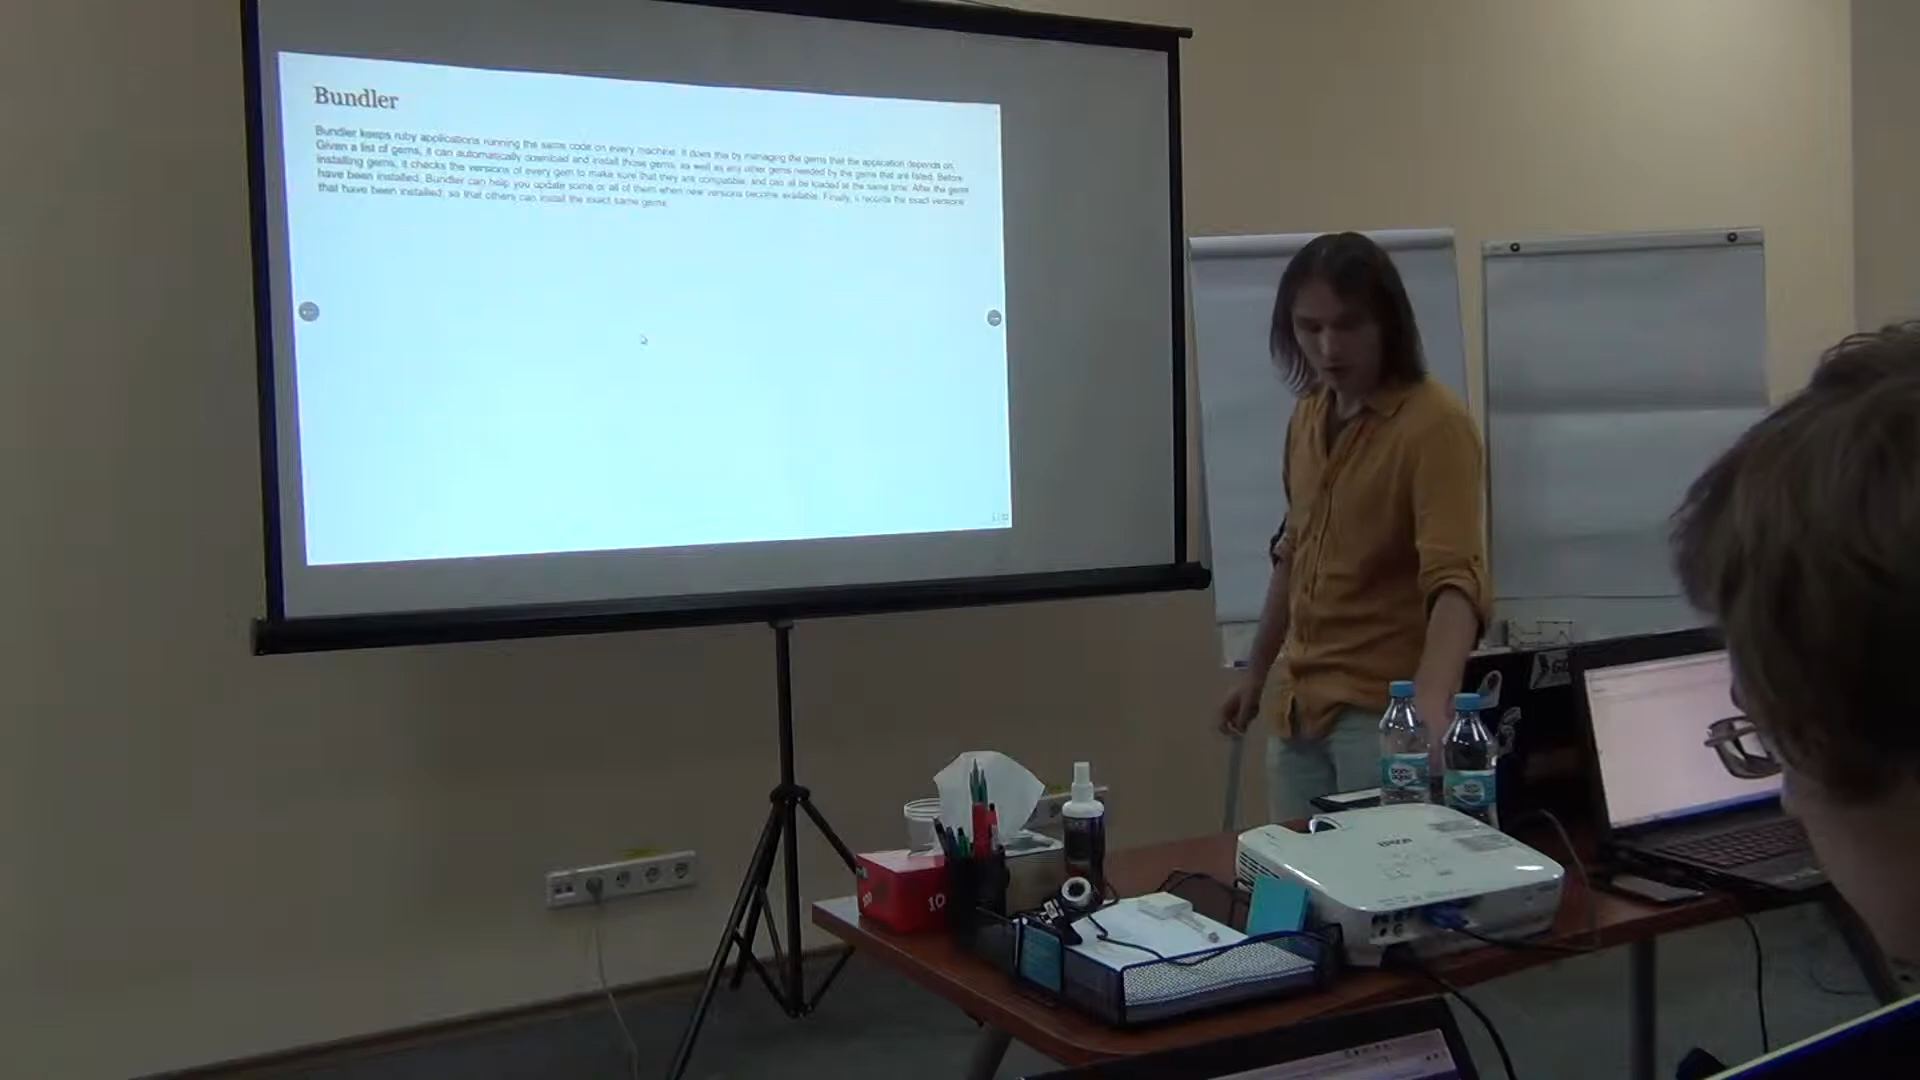 Bundler
Bundler keeps ruby applications running the same code on every machine. It does this by managing the gems that the application depends on.
Given a list of gems, it can automatically download and install those gems, as well as any other gems needed by the gems that are listed. Before
installing gems, it checks the versions of every gem to make sure that they are compatible, and can all be loaded at the same time. After the gems
have been installed, Bundler can help you update some or all of them when new versions become available. Finally, it records the exact versions
that have been installed, so that others can install the exact same gems.
EPSON
10